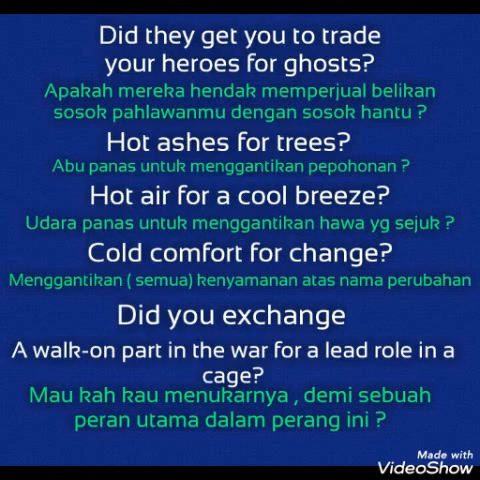 Did they get you to trade
your heroes for ghosts?
Apakah mereka hendak memperjual belikan
sosok pahlawanmu dengan sosok hantu ?
Hot ashes for trees?
Abu panas untuk menggantikan pepohonan ?
Hot air for a cool breeze?
Udara panas untuk menggantikan hawa yg sejuk ?
Cold comfort for change?
Menggantikan ( semua) kenyamanan atas nama perubahan
Did you exchange
A walk-on part in the war for a lead role in a
cage?
Mau kah kau menukarnya , demi sebuah
peran utama dalam perang ini ?
Made with
VideoShow